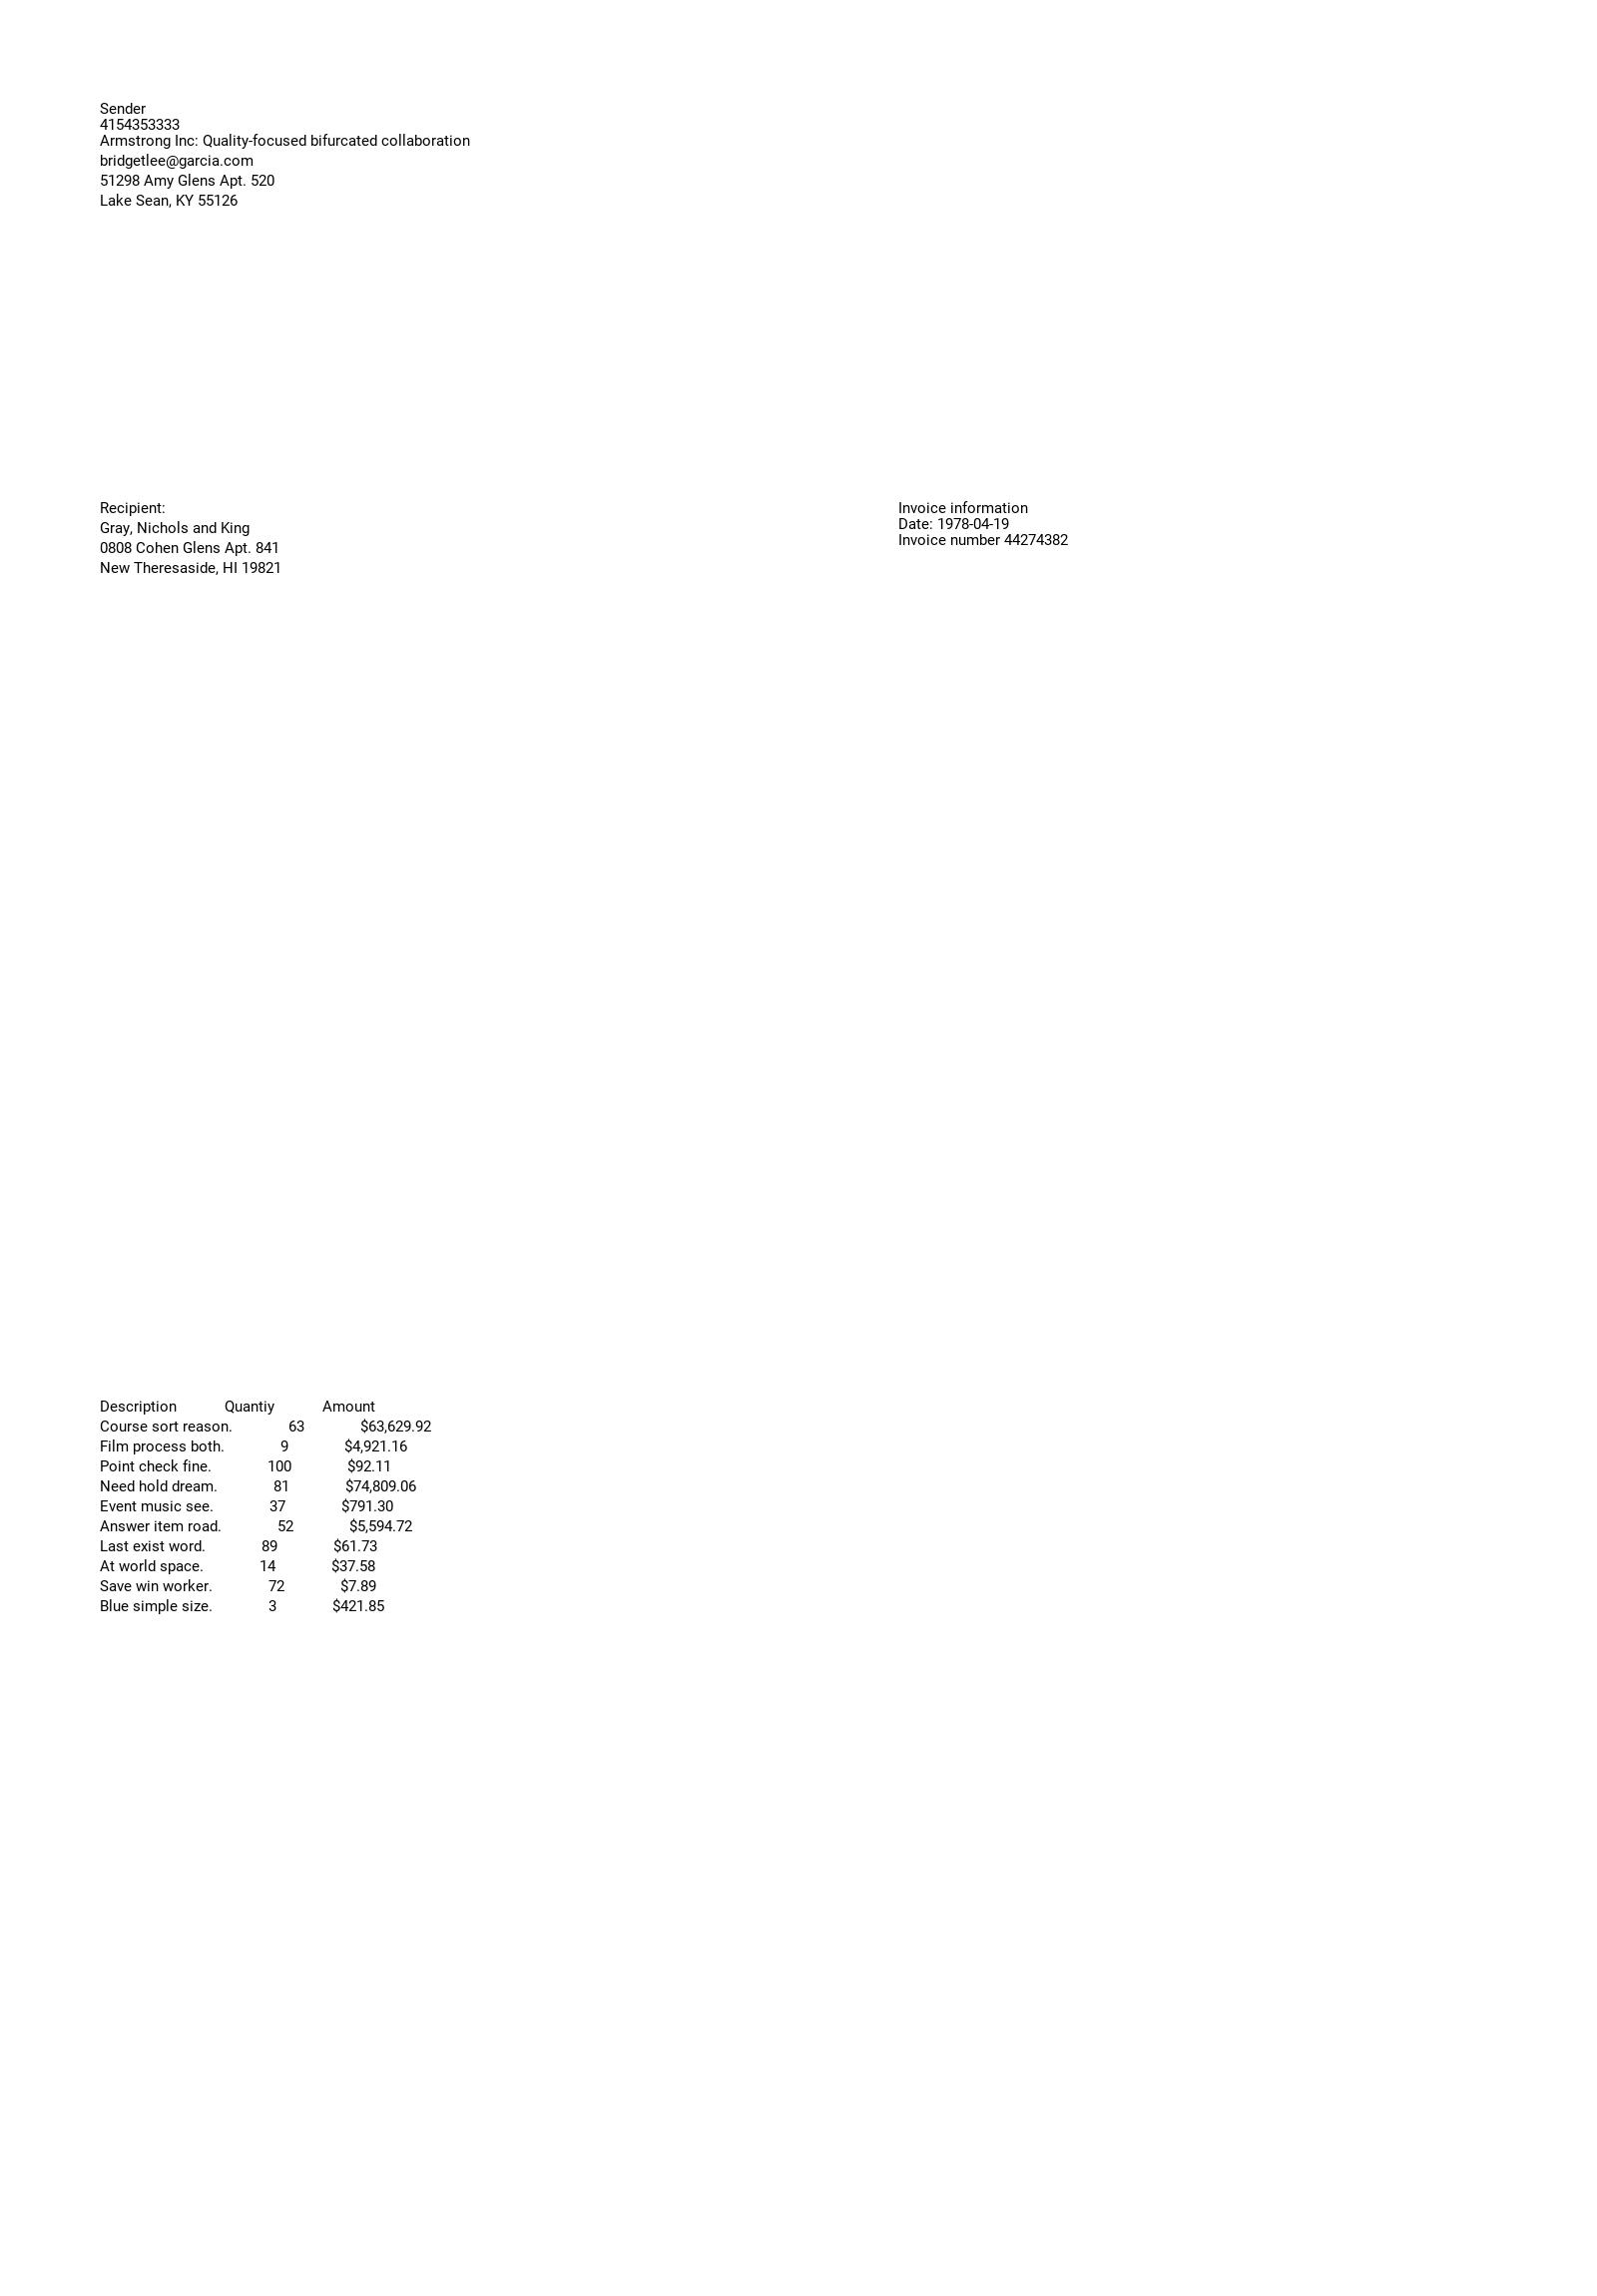 Sender
4154353333
Armstrong Inc: Quality-focused bifurcated collaboration
bridgetlee@garcia.com
51298 Amy Glens Apt. 520
Lake Sean, KY 55126
Recipient:
Gray, Nichols and King
0808 Cohen Glens Apt. 841
New Theresaside, HI 19821
Invoice information
Date: 1978-04-19
Invoice number 44274382
Description Quantiy Amount
Course sort reason. 63 $63,629.92
Film process both. 9 $4,921.16
Point check fine. 100 $92.11
Need hold dream. 81 $74,809.06
Event music see. 37 $791.30
Answer item road. 52 $5,594.72
Last exist word. 89 $61.73
At world space. 14 $37.58
Save win worker. 72 $7.89
Blue simple size. 3 $421.85